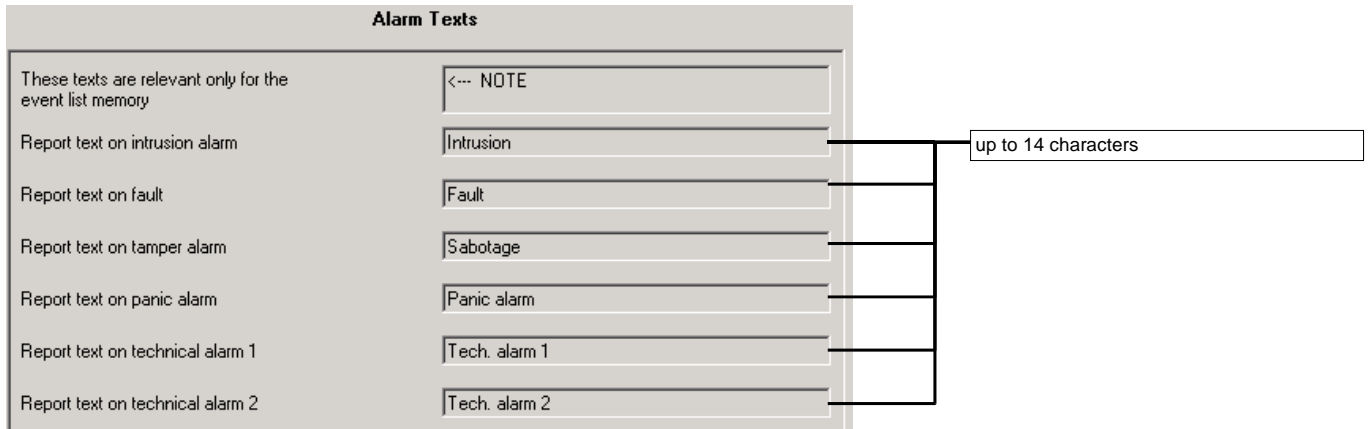 Alarm Texts
These texts are relevant only for the
event list memory
<--- NOTE
Report text on intrusion alarm
Intrusion
up to 14 characters
Report text on fault
Fault
Report text on tamper alarm
Sabotage
Report text on panic alarm
Panic alarm
Report text on technical alarm 1
Tech. alarm 1
Report text on technical alarm 2
Tech. alarm 2